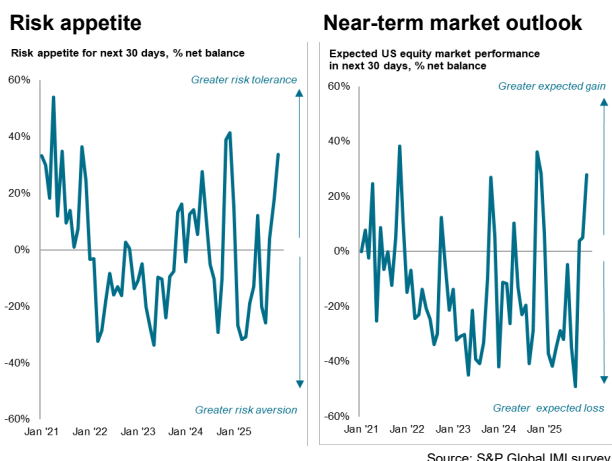 Risk appetite
Risk appetite for next 30 days, % net balance
Greater risk tolerance
60%
40%
20%
0%
-20%
-40%
-60%
Greater risk aversion
Jan '21 Jan '22 Jan '23 Jan '24 Jan '25
Near-term market outlook
Expected US equity market performance
in next 30 days, % net balance
Greater expected gain
60%
40%
20%
0%
-20%
-40%
-60%
Greater expected loss
Jan '21 Jan '22 Jan '23 Jan '24 Jan '25
Source: S&P Global IMI survey